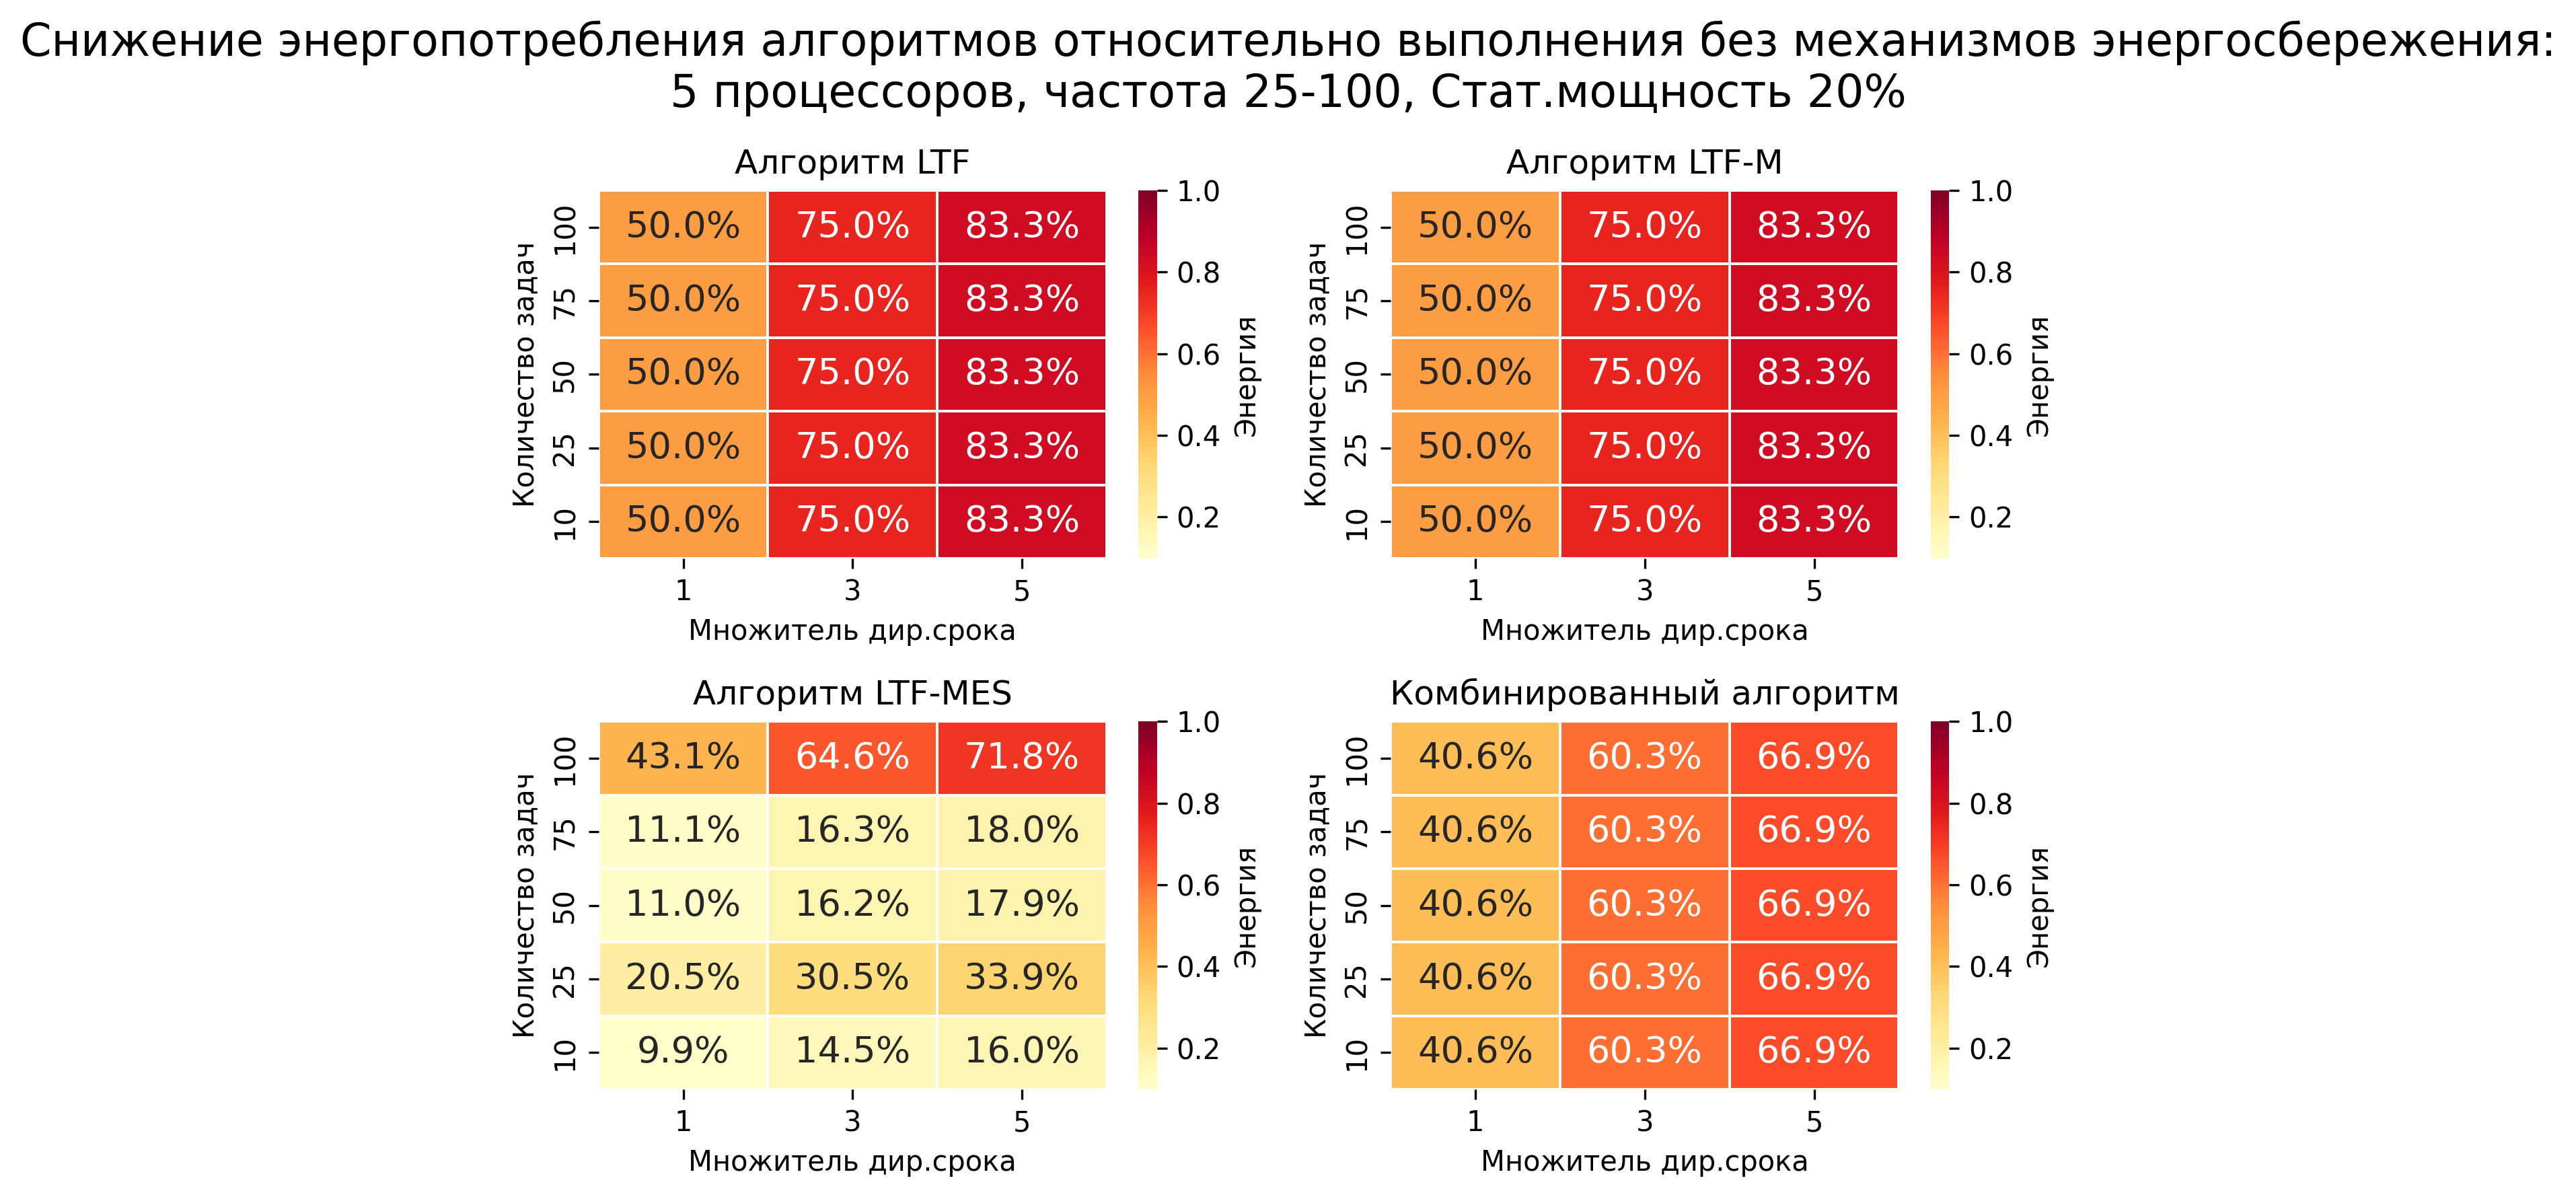 Снижение энергопотребления алгоритмов относительно выполнения без механизмов энергосбережения:
5 процессоров, частота 25-100, Стат.мощность 20%
Алгоритм LTF
Количество задач
100 50.0% 75.0% 83.3%
75 50.0% 75.0% 83.3%
50 50.0% 75.0% 83.3%
25 50.0% 75.0% 83.3%
10 50.0% 75.0% 83.3%
1 3 5
Множитель дир.срока
1.0
0.8
0.6
0.4
0.2
Энергия
Алгоритм LTF-M
Количество задач
100 50.0% 75.0% 83.3%
75 50.0% 75.0% 83.3%
50 50.0% 75.0% 83.3%
25 50.0% 75.0% 83.3%
10 50.0% 75.0% 83.3%
1 3 5
Множитель дир.срока
1.0
0.8
0.6
0.4
0.2
Энергия
Алгоритм LTF-MES
Количество задач
100 43.1% 64.6% 71.8%
75 11.1% 16.3% 18.0%
50 11.0% 16.2% 17.9%
25 20.5% 30.5% 33.9%
10 9.9% 14.5% 16.0%
1 3 5
Множитель дир.срока
1.0
0.8
0.6
0.4
0.2
Энергия
Комбинированный алгоритм
Количество задач
100 40.6% 60.3% 66.9%
75 40.6% 60.3% 66.9%
50 40.6% 60.3% 66.9%
25 40.6% 60.3% 66.9%
10 40.6% 60.3% 66.9%
1 3 5
Множитель дир.срока
1.0
0.8
0.6
0.4
0.2
Энергия